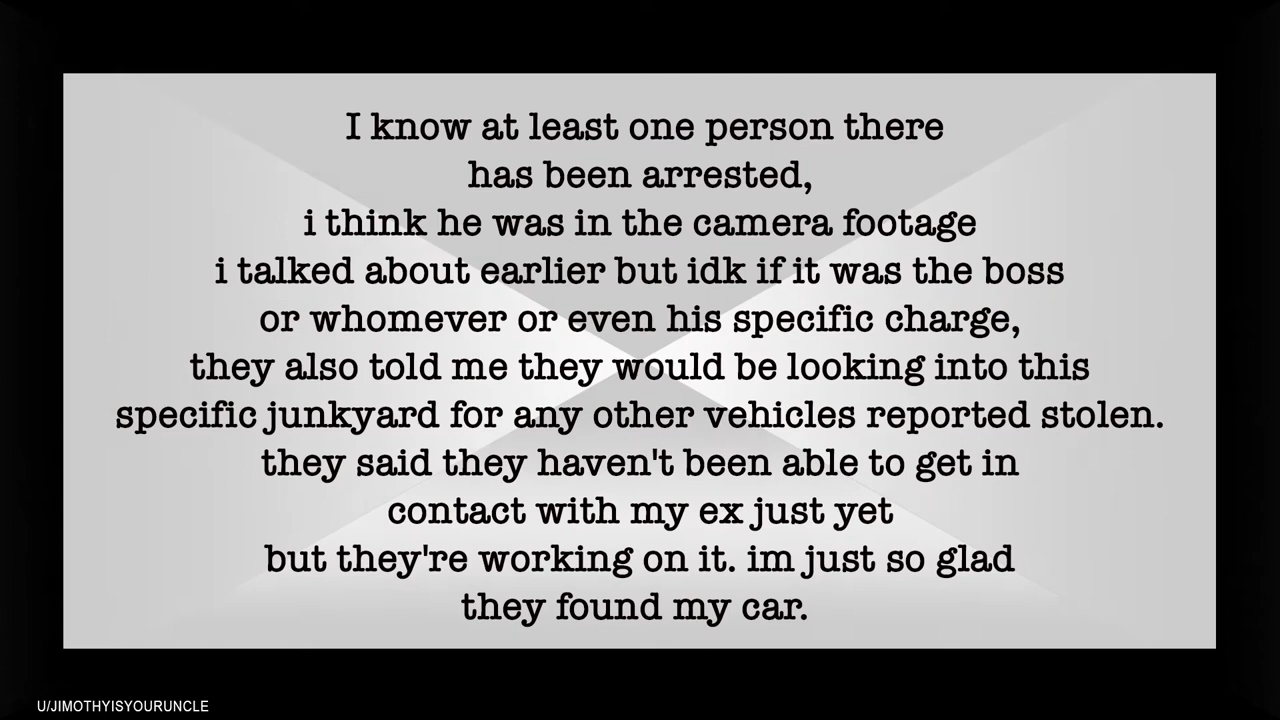 I know at least one person there
has been arrested,
i think he was in the camera footage
i talked about earlier but idk if it was the boss
or whomever or even his specific charge,
they also told me they would be looking into this
specific junkyard for any other vehicles reported stolen.
they said they haven't been able to get in
contact with my ex just yet
but they're working on it. im just so glad
they found my car.
U/JIMOTHYISYOURUNCLE